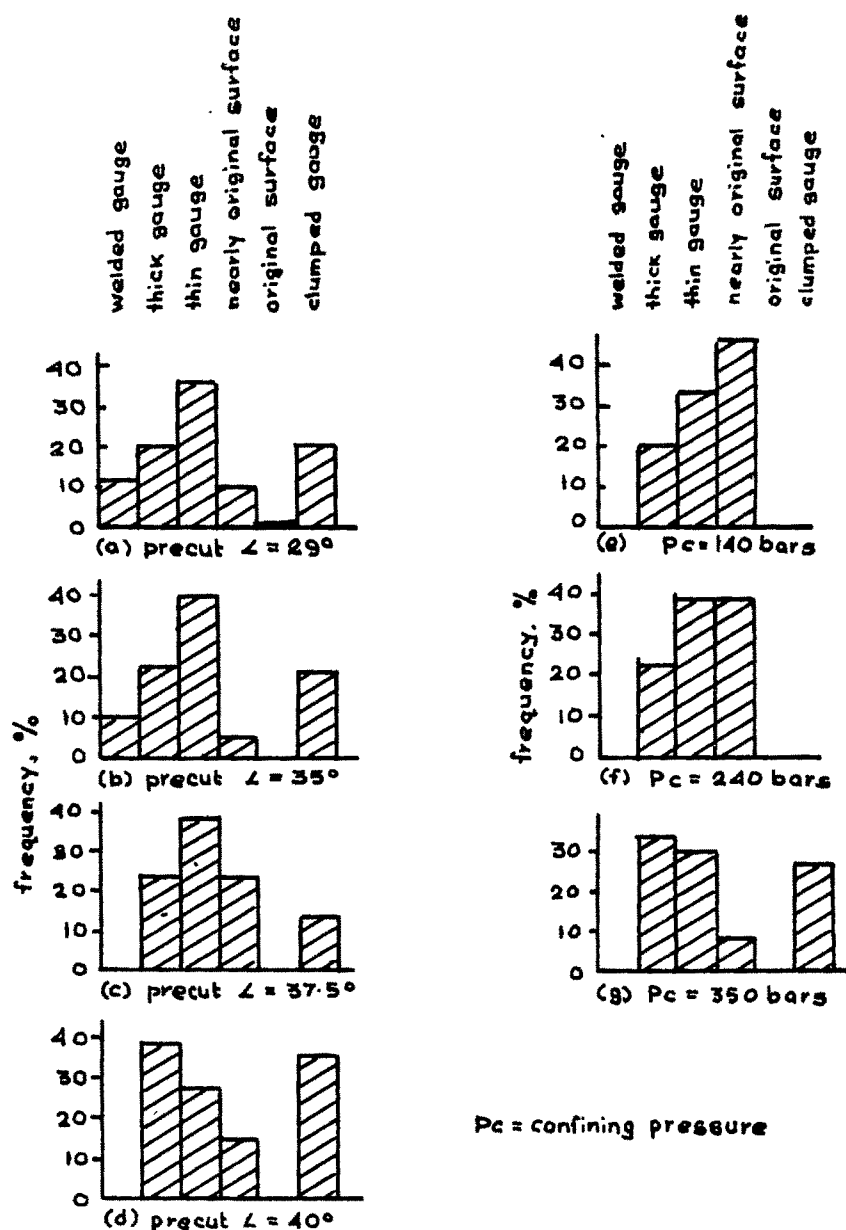 welded gauge
thick gauge
thin gauge
nearly original surface
original surface
clumped gauge
40
30
20
10
0
(a) precut ∠ = 29°
40
30
20
10
0
(b) precut ∠ = 35°
frequency. %
40
30
20
10
0
(c) precut ∠ = 37.5°
40
30
20
10
0
(d) precut ∠ = 40°
welded gauge
thick gauge
thin gauge
nearly original surface
original surface
clumped gauge
40
30
20
10
0
(e) Pc = 140 bars
frequency. %
40
30
20
10
0
(f) Pc = 240 bars
30
20
10
0
(g) Pc = 350 bars
Pc = confining pressure